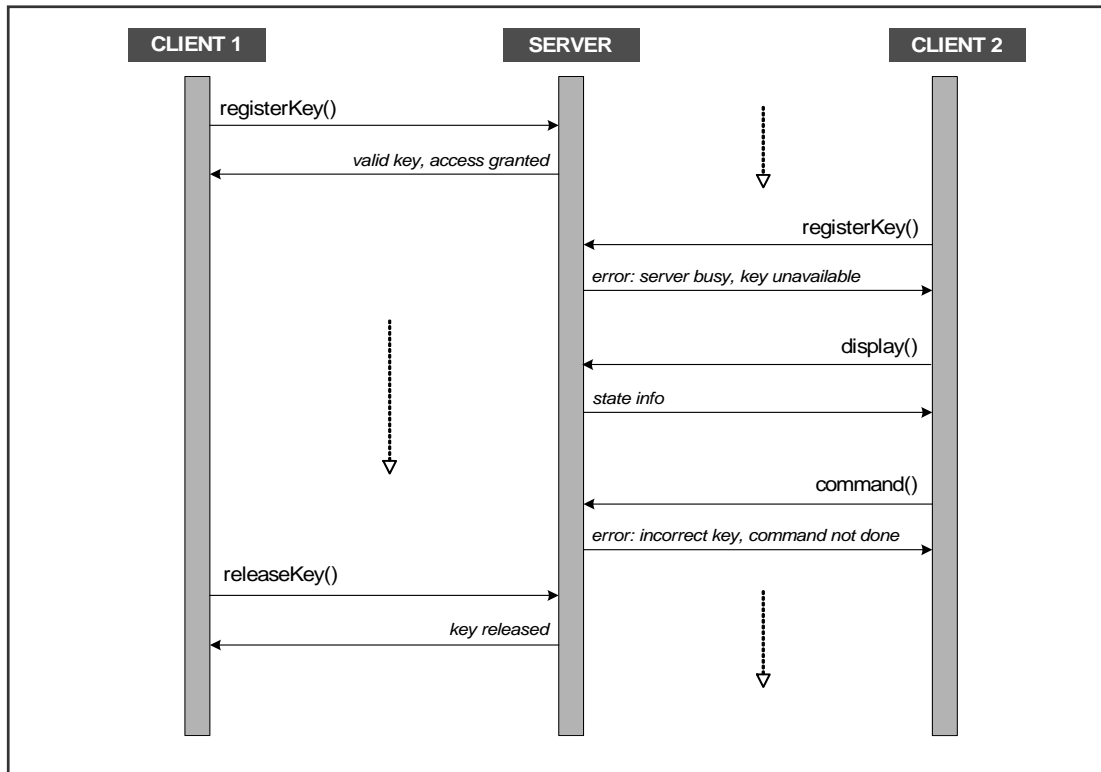 CLIENT 1
SERVER
CLIENT 2
registerKey()
valid key, access granted
registerKey()
error: server busy, key unavailable
display()
state info
command()
error: incorrect key, command not done
releaseKey()
key released